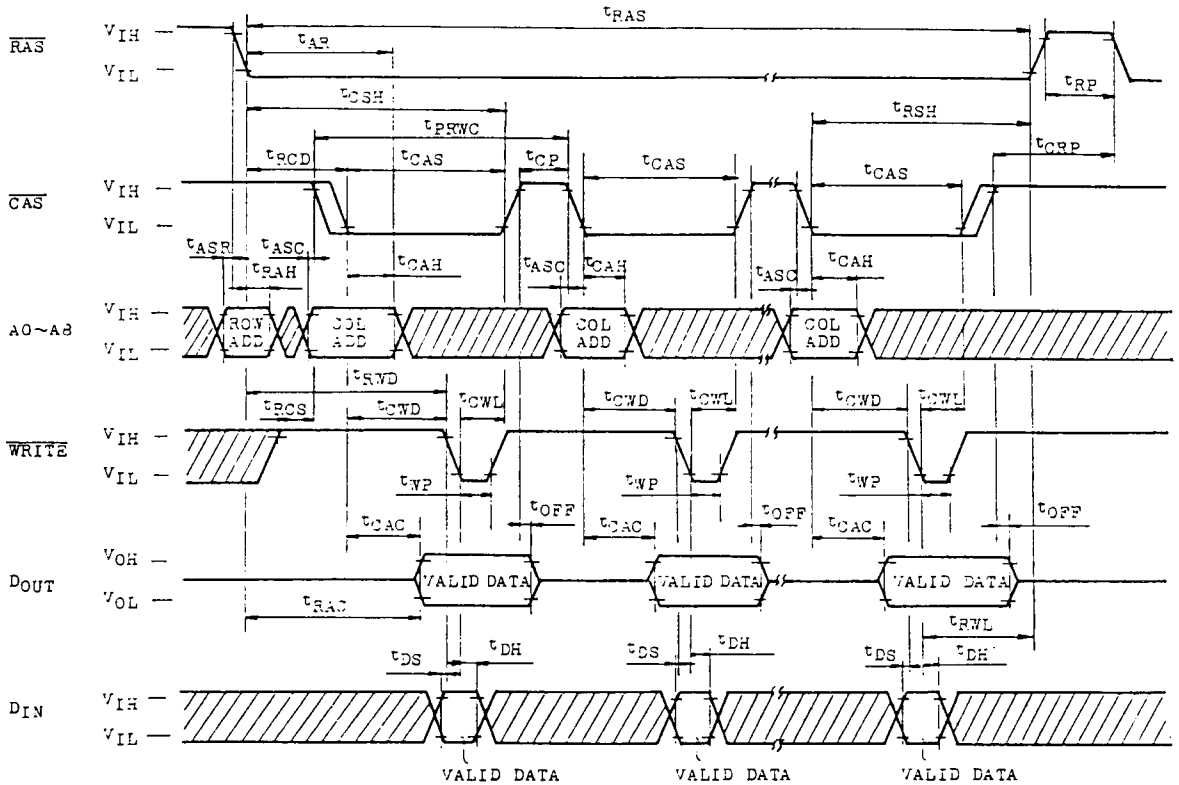 tRAS
RAS VIH
tAR
VIL
tRP
tCSH
tRSH
tPRWC
tCRP
tRCD tCAS tCP tCAS tCAS
CAS VIH
VIL
tASR tASC tCAH tASC tCAH tASC tCAH
tRAH
A0~A8 VIH
ROW ADD COL ADD COL ADD COL ADD
VIL
tRWD
tCWL tCWL tCWL
tRCS tCWD tCWD tCWD
WRITE VIH
VIL
tWP tWP tWP
tOFF tOFF tOFF
tCAC tCAC tCAC
VOH
DOUT VALID DATA VALID DATA VALID DATA
VOL
tRAC
tRWL
tDS tDH tDS tDH tDS tDH
DIN VIH
VIL
VALID DATA VALID DATA VALID DATA